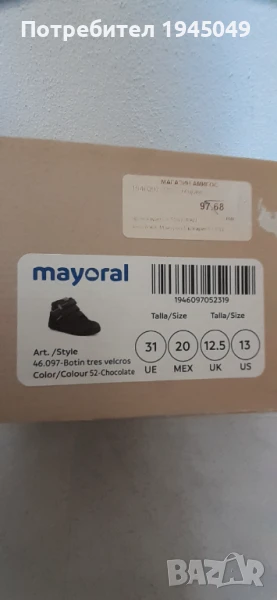 Потребител 1945049
97.68
mayoral
1946097052319
Art. /Style
46.097-Botin tres velcros
Color/Colour 52-Chocolate
Talla/Size Talla/Size
31 20 12.5 13
UE MEX UK US
bazar